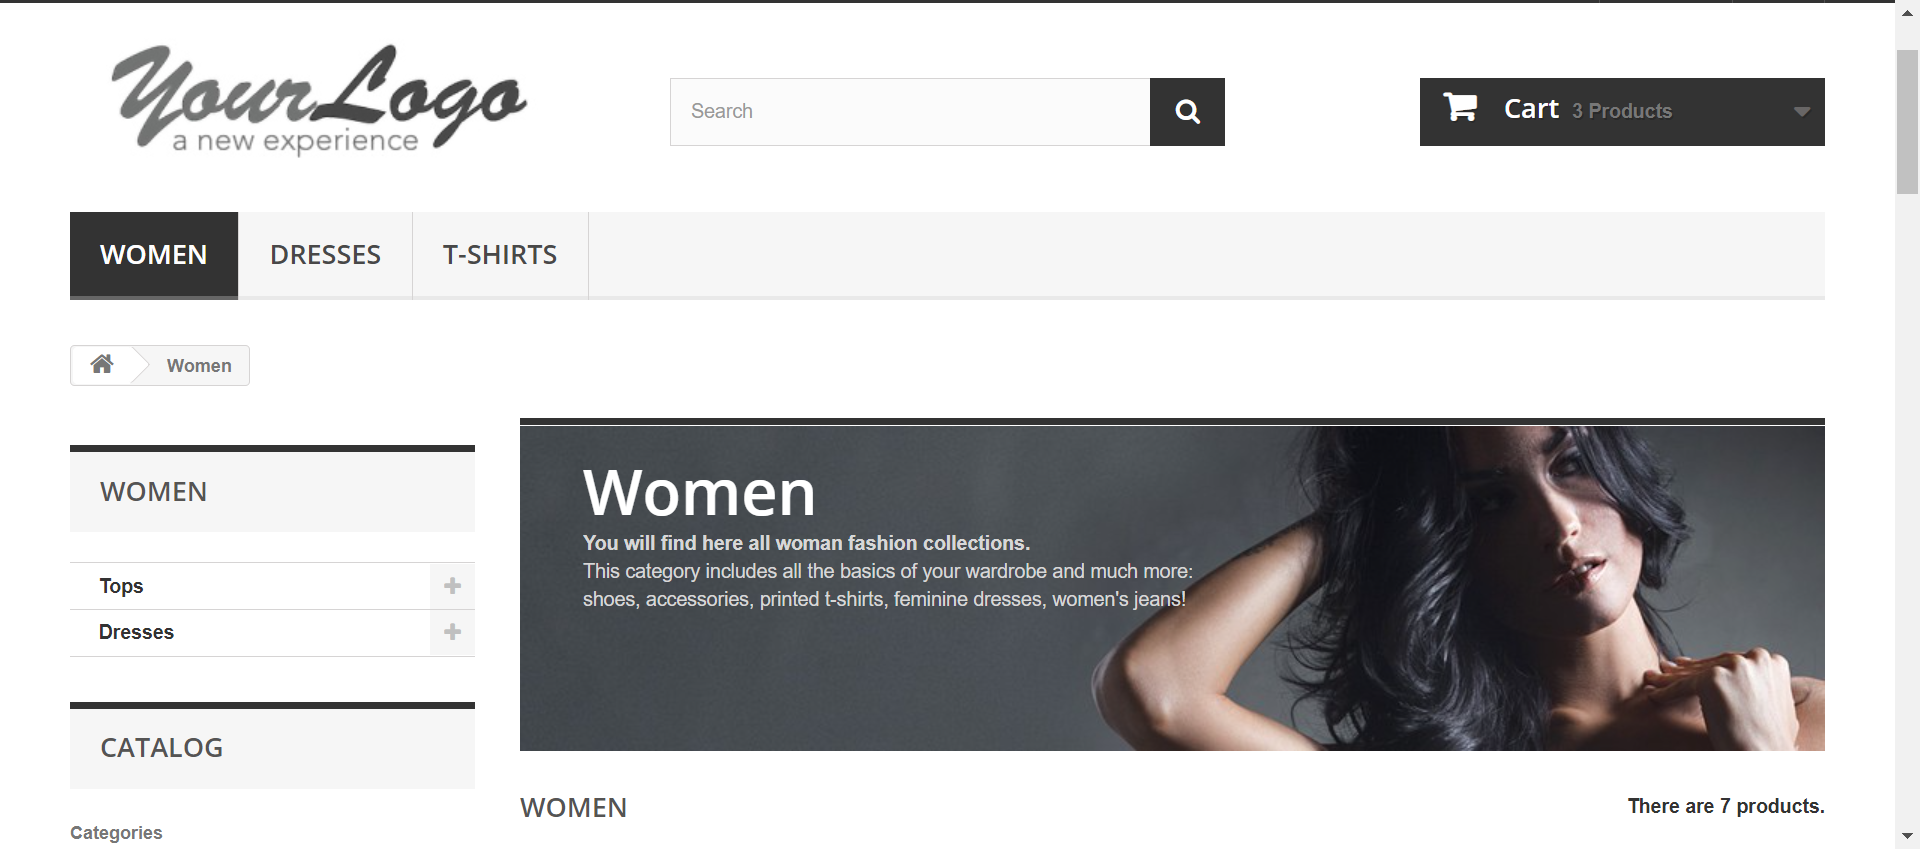 YourLogo
a new experience
Search
Cart 3 Products
WOMEN DRESSES T-SHIRTS
Women
WOMEN
Tops
Dresses
CATALOG
Categories
Women
You will find here all woman fashion collections.
This category includes all the basics of your wardrobe and much more:
shoes, accessories, printed t-shirts, feminine dresses, women's jeans!
WOMEN
There are 7 products.